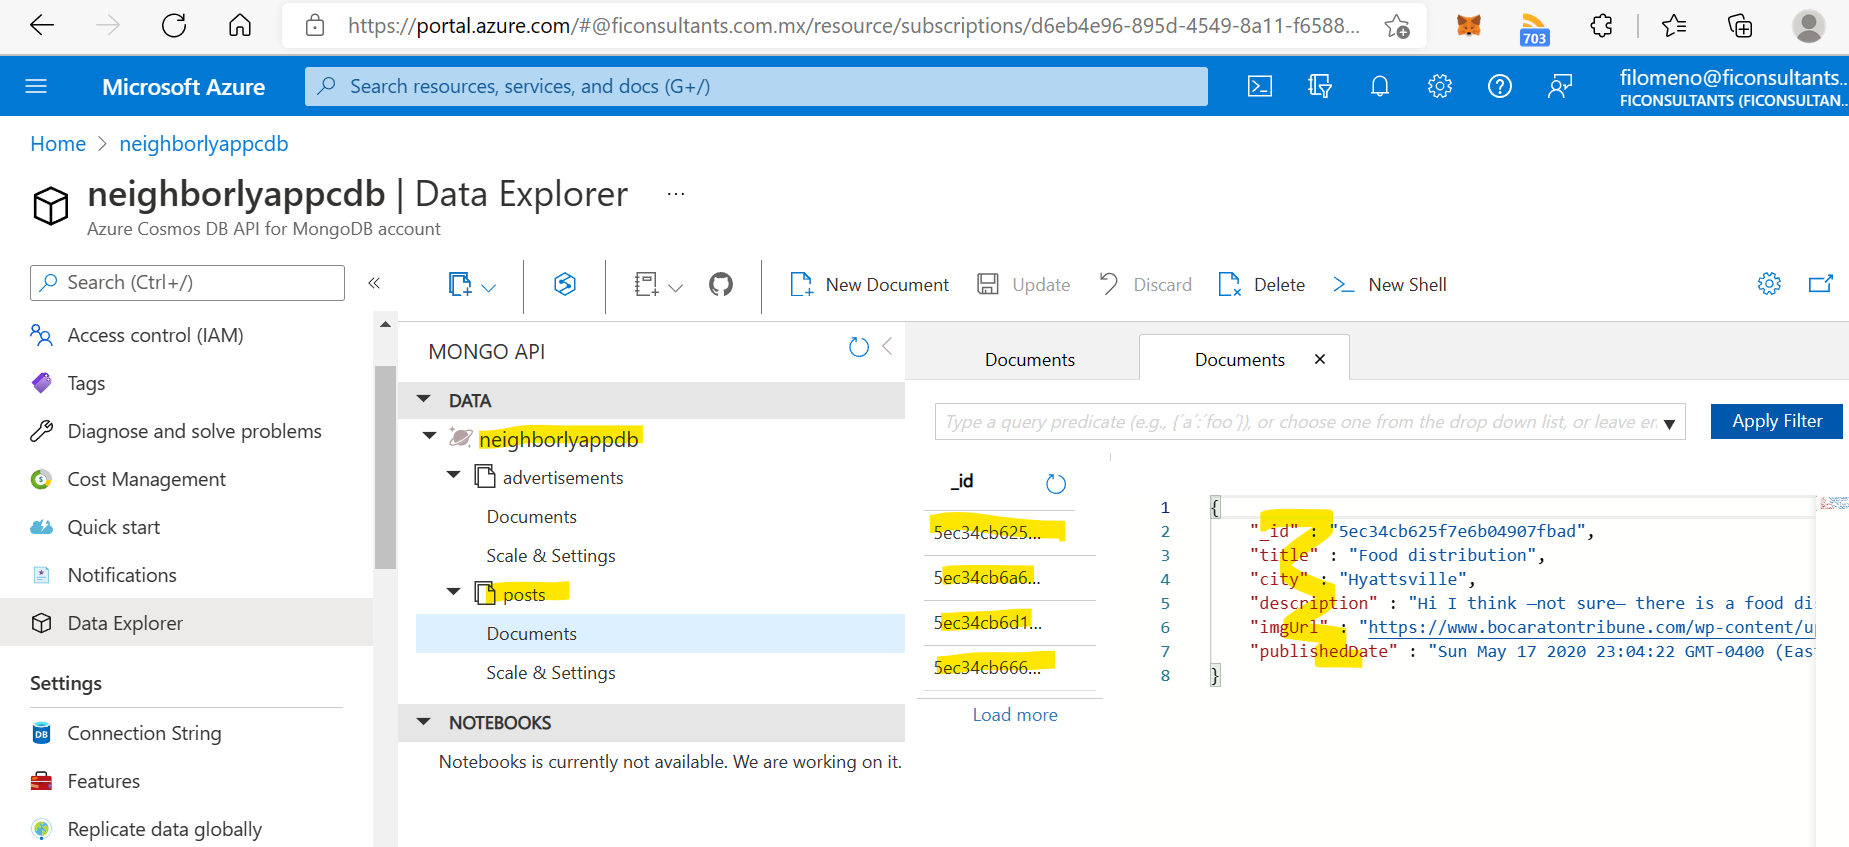 https://portal.azure.com/#@ficonsultants.com.mx/resource/subscriptions/d6eb4e96-895d-4549-8a11-f6588...
703
Microsoft Azure
Search resources, services, and docs (G+/)
filomeno@ficonsultants...
FICONSULTANTS (FICONSULTAN...
Home > neighborlyappcdb
neighborlyappcdb | Data Explorer ...
Azure Cosmos DB API for MongoDB account
Search (Ctrl+/)
«
New Document
Update
Discard
Delete
New Shell
Access control (IAM)
Tags
Diagnose and solve problems
Cost Management
Quick start
Notifications
Data Explorer
Settings
Connection String
Features
Replicate data globally
MONGO API
DATA
neighborlyappdb
advertisements
Documents
Scale & Settings
posts
Documents
Scale & Settings
NOTEBOOKS
Notebooks is currently not available. We are working on it.
Documents
Documents
Type a query predicate (e.g., {´a´:´foo´}), or choose one from the drop down list, or leave em
Apply Filter
_id
5ec34cb625...
5ec34cb6a6...
5ec34cb6d1...
5ec34cb666...
Load more
1 {
2 "_id" : "5ec34cb625f7e6b04907fbad",
3 "title" : "Food distribution",
4 "city" : "Hyattsville",
5 "description" : "Hi I think —not sure— there is a food di
6 "imgUrl" : "https://www.bocaratontribune.com/wp-content/up
7 "publishedDate" : "Sun May 17 2020 23:04:22 GMT-0400 (East
8 }